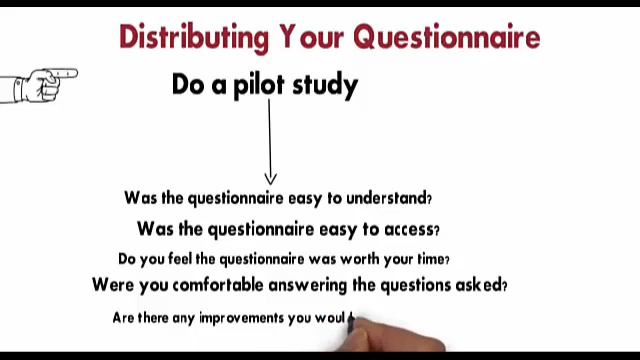 Distributing Your Questionnaire
Do a pilot study
Was the questionnaire easy to understand?
Was the questionnaire easy to access?
Do you feel the questionnaire was worth your time?
Were you comfortable answering the questions asked?
Are there any improvements you woul